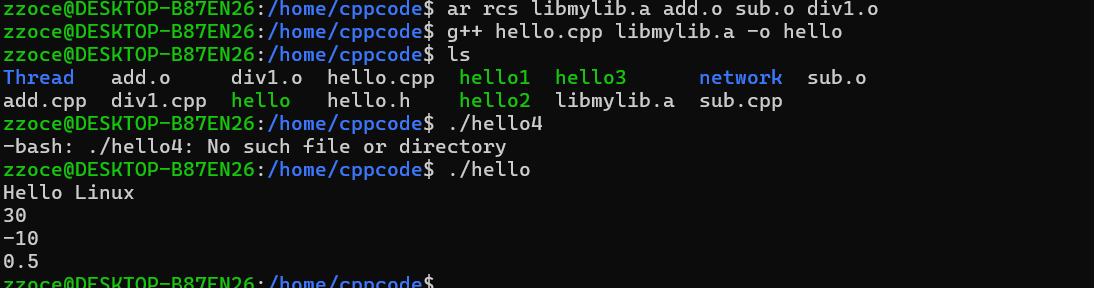 zzoce@DESKTOP-B87EN26:/home/cppcode$ ar rcs libmylib.a add.o sub.o div1.o
zzoce@DESKTOP-B87EN26:/home/cppcode$ g++ hello.cpp libmylib.a -o hello
zzoce@DESKTOP-B87EN26:/home/cppcode$ ls
Thread add.o div1.o hello.cpp hello1 hello3 network sub.o
add.cpp div1.cpp hello hello.h hello2 libmylib.a sub.cpp
zzoce@DESKTOP-B87EN26:/home/cppcode$ ./hello4
-bash: ./hello4: No such file or directory
zzoce@DESKTOP-B87EN26:/home/cppcode$ ./hello
Hello Linux
30
-10
0.5
zzoce@DESKTOP-B87EN26:/home/cppcode$